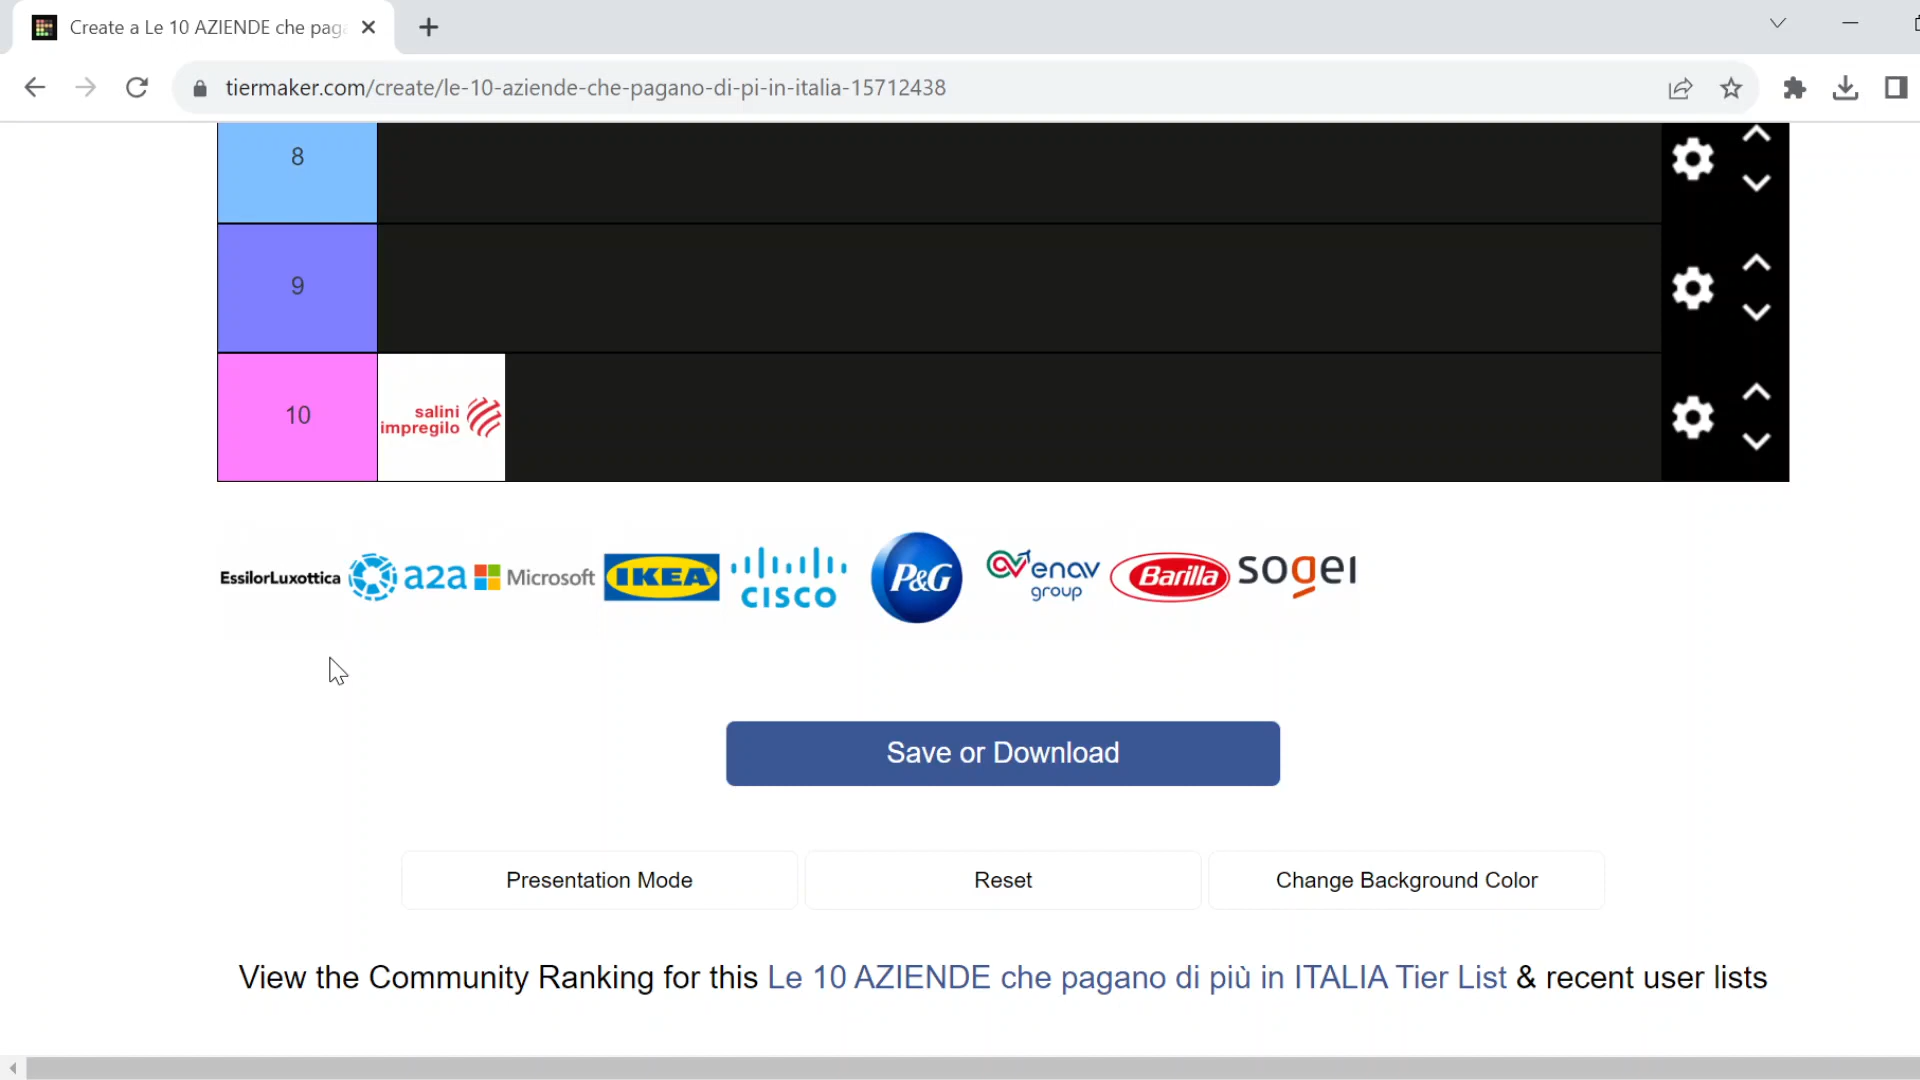 Create a Le 10 AZIENDE che paga
tiermaker.com/create/le-10-aziende-che-pagano-di-pi-in-italia-15712438
8
9
10
salini
impregilo
EssilorLuxottica
a2a
Microsoft
IKEA
CISCO
P&G
enav
group
Barilla
sogei
Save or Download
Presentation Mode
Reset
Change Background Color
View the Community Ranking for this Le 10 AZIENDE che pagano di più in ITALIA Tier List & recent user lists